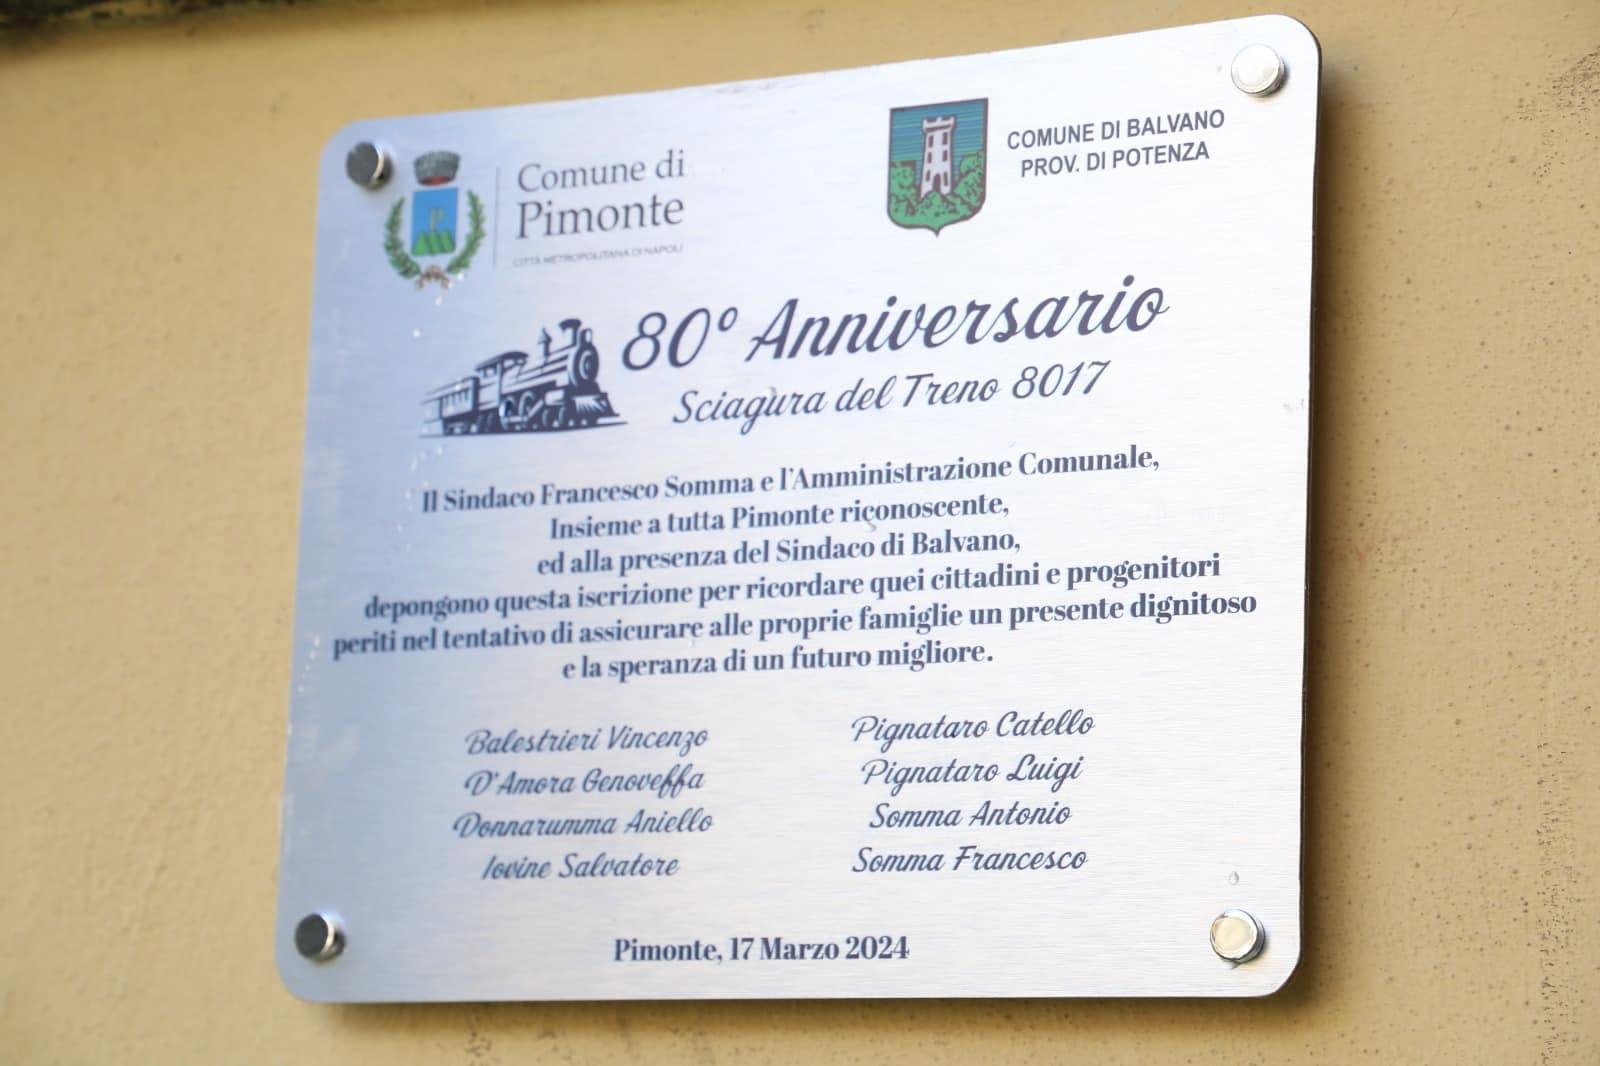 Comune di
Pimonte
CITTÀ METROPOLITANA DI NAPOLI
COMUNE DI BALVANO
PROV. DI POTENZA
80° Anniversario
Sciagura del Treno 8017
Il Sindaco Francesco Somma e l'Amministrazione Comunale,
Insieme a tutta Pimonte riconoscente,
ed alla presenza del Sindaco di Balvano,
depongono questa iscrizione per ricordare quei cittadini e progenitori
periti nel tentativo di assicurare alle proprie famiglie un presente dignitoso
e la speranza di un futuro migliore.
Balestrieri Vincenzo
D'Amora Genoveffa
Donnarumma Aniello
Iovine Salvatore
Pignataro Catello
Pignataro Luigi
Somma Antonio
Somma Francesco
Pimonte, 17 Marzo 2024